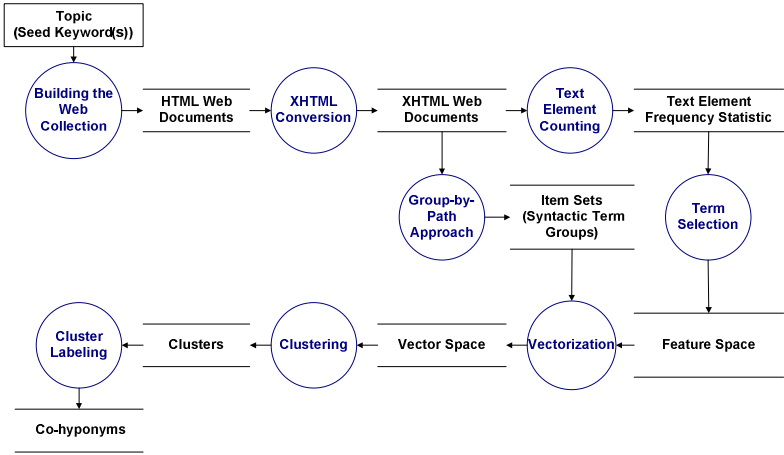 Topic
(Seed Keyword(s))
Building the
Web
Collection
HTML Web
Documents
XHTML
Conversion
XHTML Web
Documents
Text
Element
Counting
Text Element
Frequency Statistic
Group-by-
Path
Approach
Item Sets
(Syntactic Term
Groups)
Term
Selection
Cluster
Labeling
Clusters
Clustering
Vector Space
Vectorization
Feature Space
Co-hyponyms